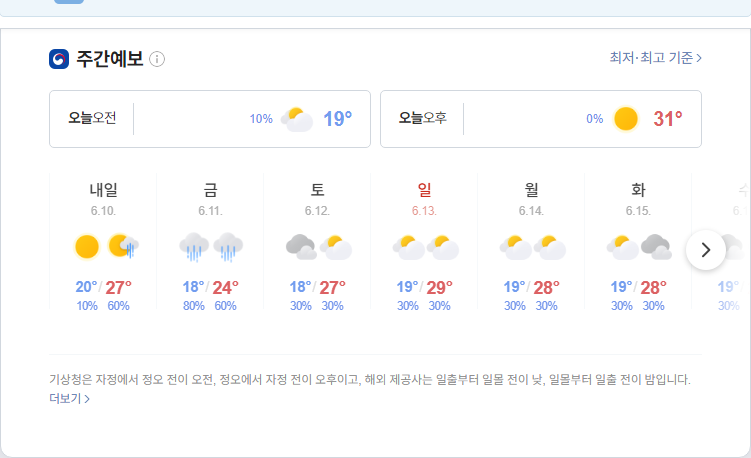 주간예보
최저·최고 기준
오늘오전 10% 19°
오늘오후 0% 31°
내일 금 토 일 월 화 수
6.10. 6.11. 6.12. 6.13. 6.14. 6.15. 6.
20°/27° 18°/24° 18°/27° 19°/29° 19°/28° 19°/28° 19°
10% 60% 80% 60% 30% 30% 30% 30% 30% 30% 30% 30% 30%
기상청은 자정에서 정오 전이 오전, 정오에서 자정 전이 오후이고, 해외 제공사는 일출부터 일몰 전이 낮, 일몰부터 일출 전이 밤입니다.
더보기